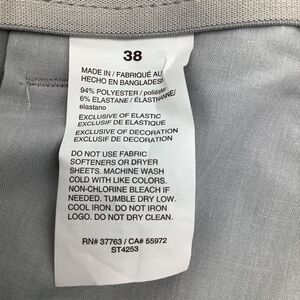 38
MADE IN / FABRIQUÉ AU
HECHO EN BANGLADESH
94% POLYESTER / poliéster
6% ELASTANE / ÉLASTHANNE/
elastano
EXCLUSIVE OF ELASTIC
EXCLUSIF DE ELASTIQUE
EXCLUSIVE OF DECORATION
EXCLUSIF DE DECORATION
DO NOT USE FABRIC
SOFTENERS OR DRYER
SHEETS. MACHINE WASH
COLD WITH LIKE COLORS.
NON-CHLORINE BLEACH IF
NEEDED. TUMBLE DRY LOW.
COOL IRON. DO NOT IRON
LOGO. DO NOT DRY CLEAN.
RN# 37763 / CA# 55972
ST4253